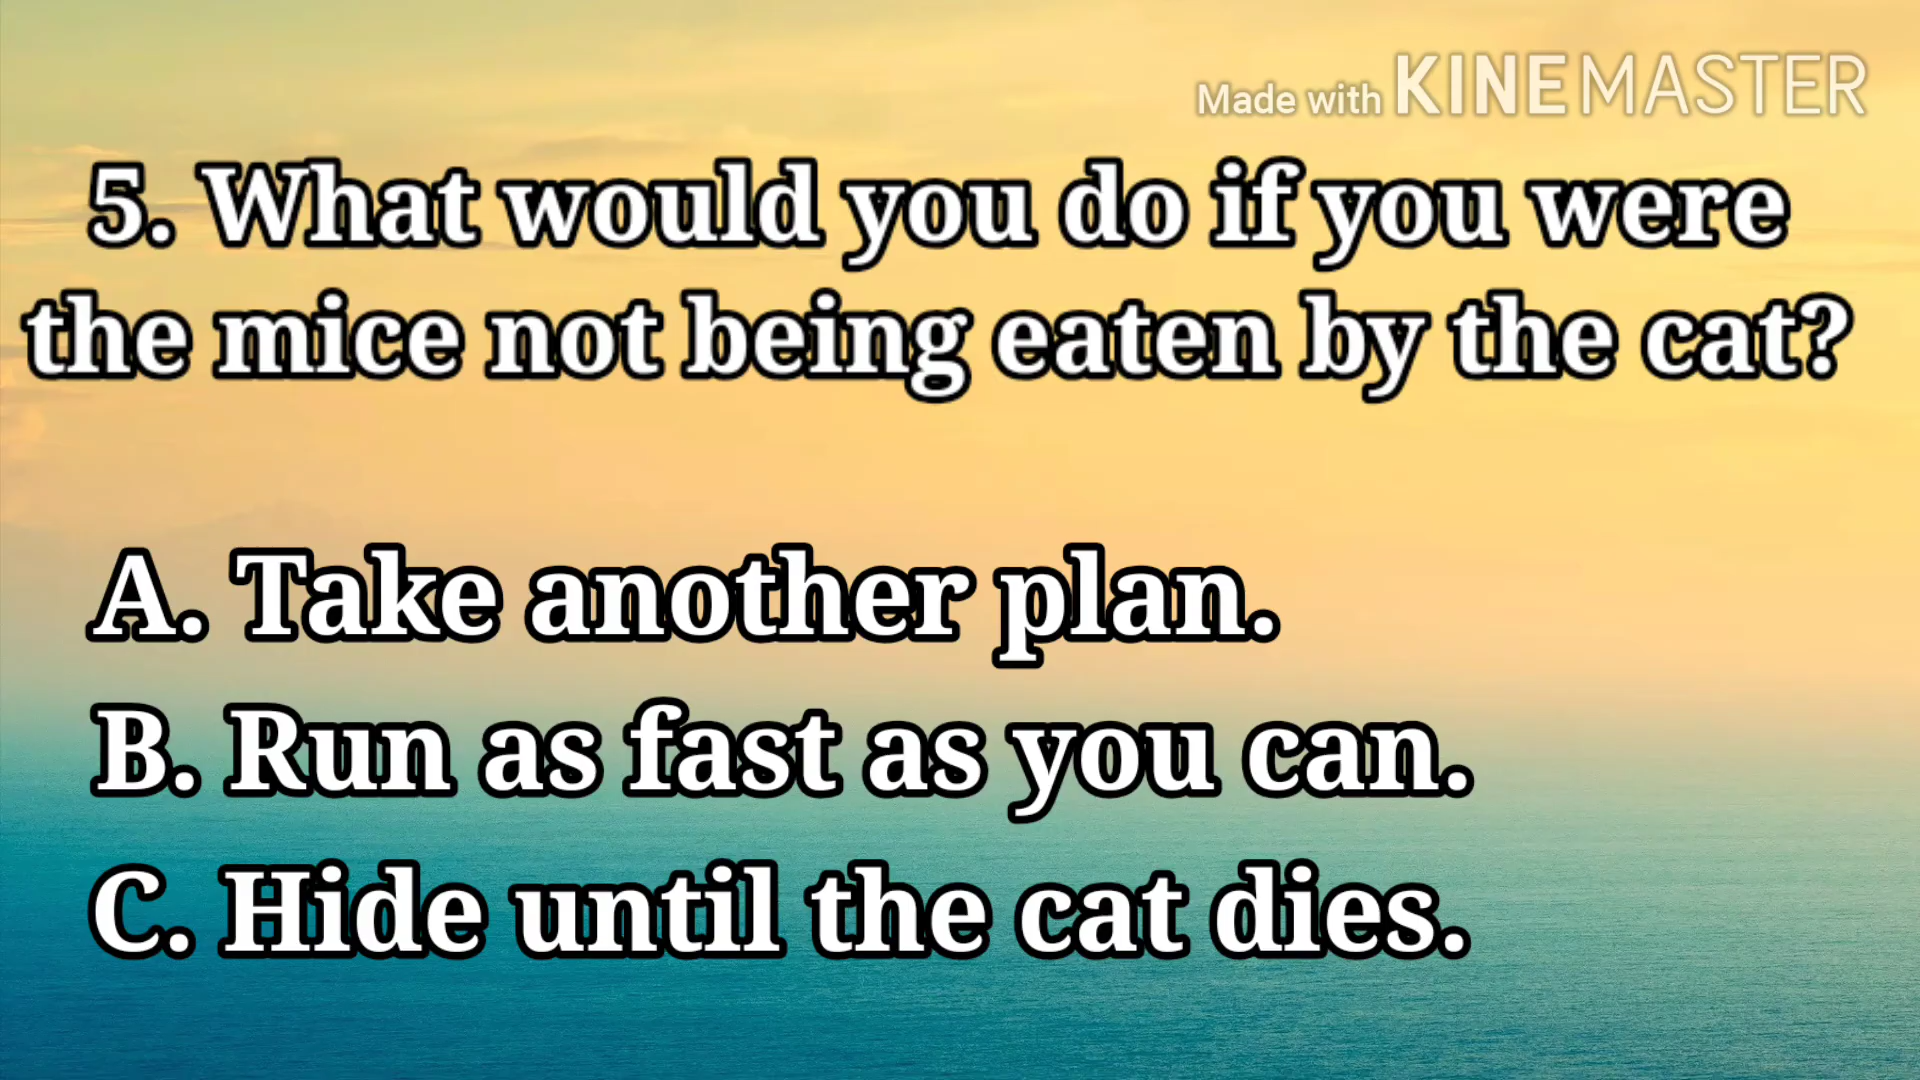 Made with KINEMASTER
5. What would you do if you were
the mice not being eaten by the cat?
A. Take another plan.
B. Run as fast as you can.
C. Hide until the cat dies.